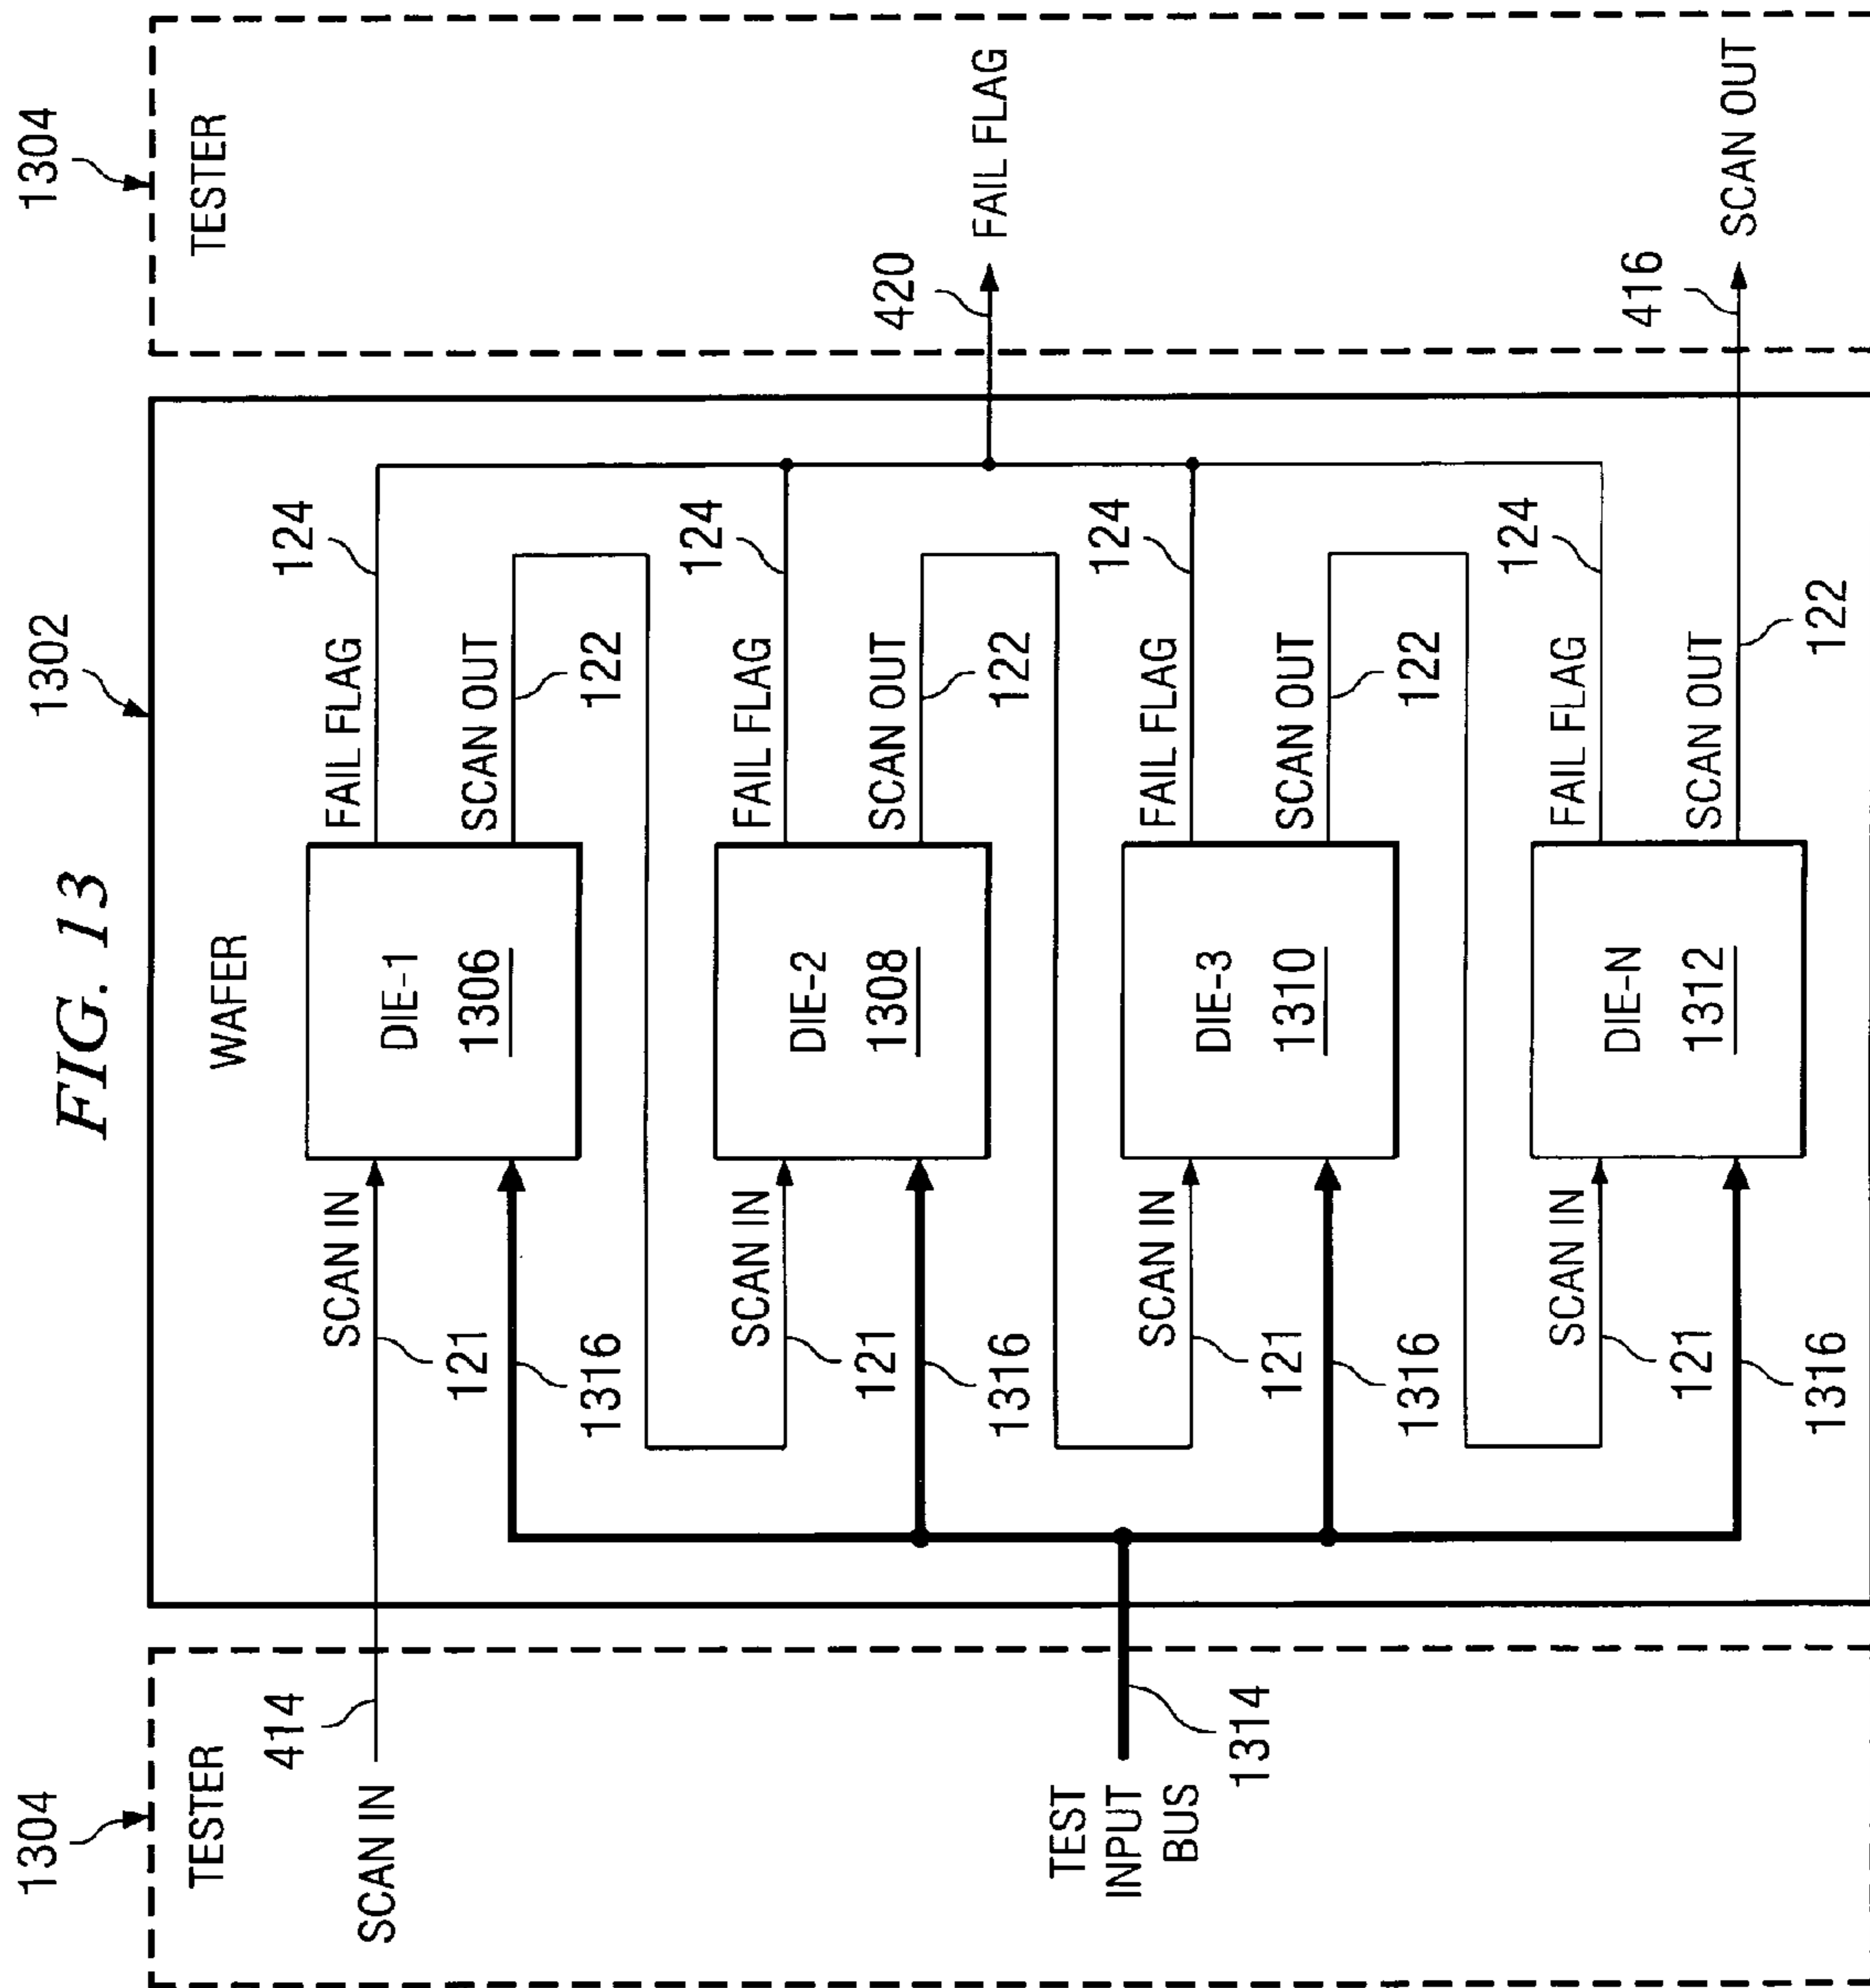 FIG. 13
1304
1302
1304
TESTER
WAFER
TESTER
SCAN IN
414
SCAN IN
121
1316
DIE-1
1306
FAIL FLAG
124
SCAN OUT
122
SCAN IN
121
1316
DIE-2
1308
FAIL FLAG
124
SCAN OUT
122
420
FAIL FLAG
TEST
INPUT
BUS
1314
SCAN IN
121
1316
DIE-3
1310
FAIL FLAG
124
SCAN OUT
122
SCAN IN
121
1316
DIE-N
1312
FAIL FLAG
124
SCAN OUT
122
416
SCAN OUT